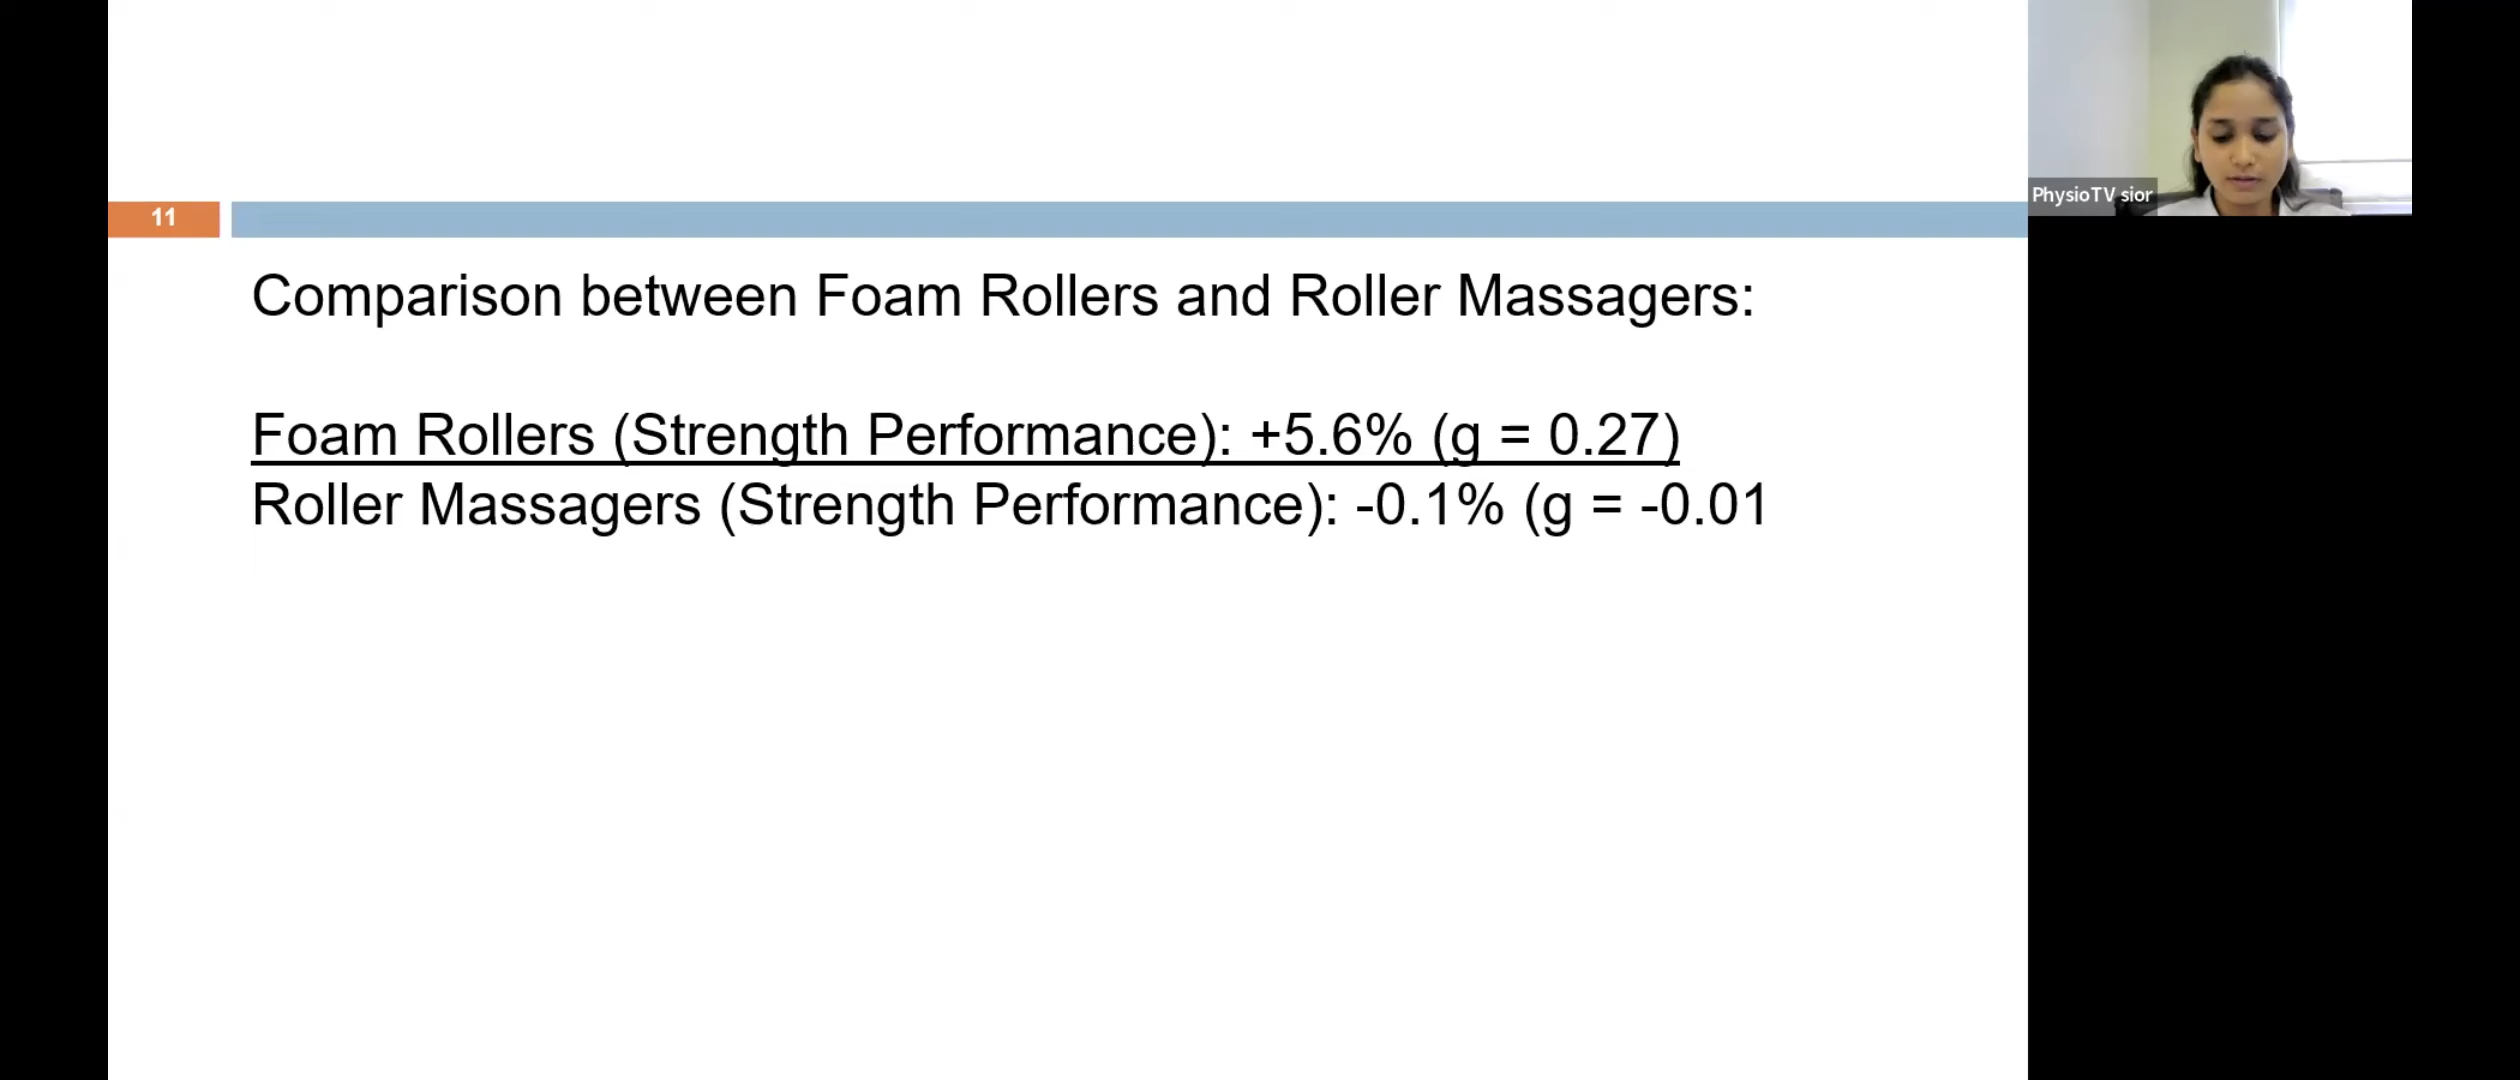 11
PhysioTV sior
Comparison between Foam Rollers and Roller Massagers:
Foam Rollers (Strength Performance): +5.6% (g = 0.27)
Roller Massagers (Strength Performance): -0.1% (g = -0.01